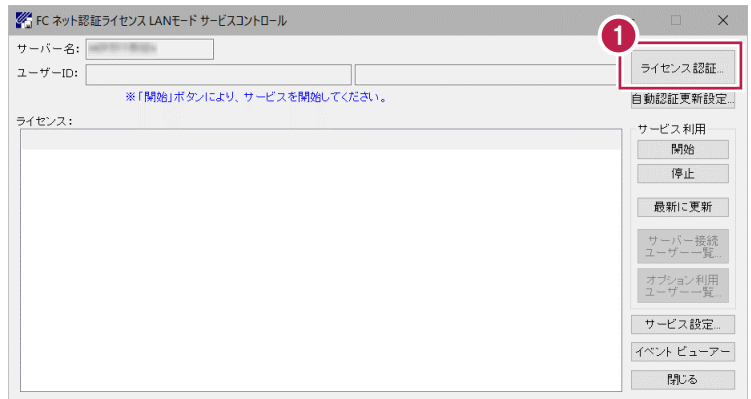 FC ネット認証ライセンス LANモード サービスコントロール
1
サーバー名:
ライセンス認証...
ユーザーID:
※「開始」ボタンにより、サービスを開始してください。
自動認証更新設定...
ライセンス:
サービス利用
開始
停止
最新に更新
サーバー接続
ユーザー一覧...
オプション利用
ユーザー一覧...
サービス設定...
イベント ビューアー
閉じる